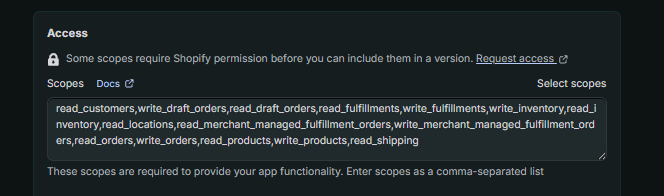 Access
Some scopes require Shopify permission before you can include them in a version. Request access
Scopes Docs Select scopes
read_customers,write_draft_orders,read_draft_orders,read_fulfillments,write_fulfillments,write_inventory,read_i
nventory,read_locations,read_merchant_managed_fulfillment_orders,write_merchant_managed_fulfillment_ord
ers,read_orders,write_orders,read_products,write_products,read_shipping
These scopes are required to provide your app functionality. Enter scopes as a comma-separated list